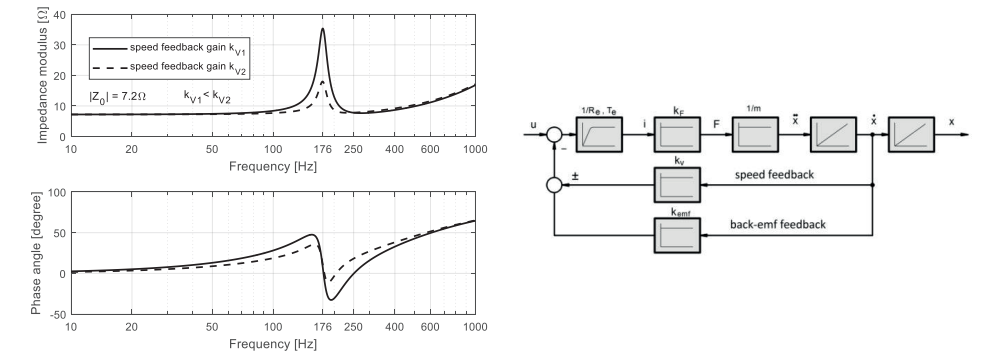 Impedance modulus [Ω]
40
30
20
10
0
speed feedback gain k_V1
speed feedback gain k_V2
|Z_0| = 7.2Ω k_V1 < k_V2
10 20 50 100 176 250 400 600 1000
Frequency [Hz]
Phase angle [degree]
100
50
0
-50
10 20 50 100 176 250 400 600 1000
Frequency [Hz]
1/R_e , T_e
k_F
1/m
u
i
F
ẍ
ẋ
x
−
±
k_v
speed feedback
k_emf
back-emf feedback